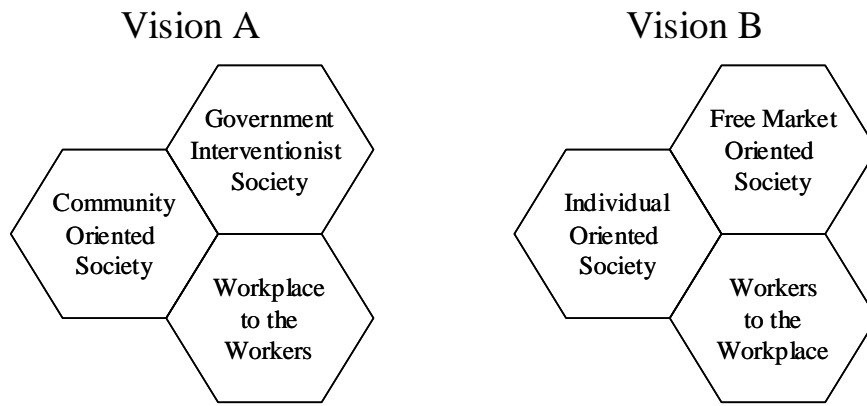 Vision A
Vision B
Government
Interventionist
Society
Community
Oriented
Society
Workplace
to the
Workers
Free Market
Oriented
Society
Individual
Oriented
Society
Workers
to the
Workplace